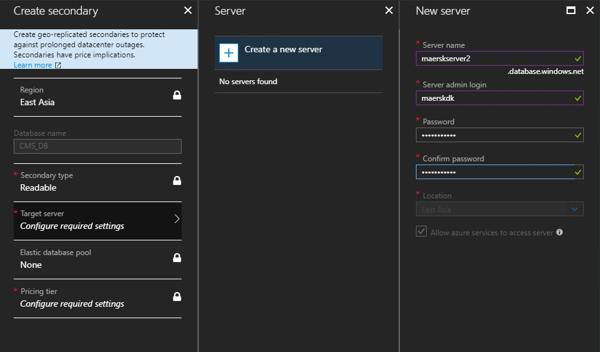 Create secondary
Create geo-replicated secondaries to protect
against prolonged datacenter outages.
Secondaries have price implications.
Learn more
Region
East Asia
Database name
CMS_DB
* Secondary type
Readable
* Target server
Configure required settings
Elastic database pool
None
* Pricing tier
Configure required settings
Server
Create a new server
No servers found
New server
* Server name
maerskserver2
.database.windows.net
* Server admin login
maerskdk
* Password
•••••••••••
* Confirm password
•••••••••••
* Location
East Asia
Allow azure services to access server